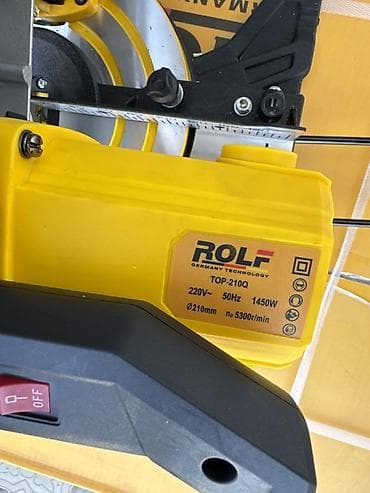 ROLF
GERMANY TECHNOLOGY
TOP-210Q
220V~ 50Hz 1450W
Ø210mm n₀ 5300r/min
OFF